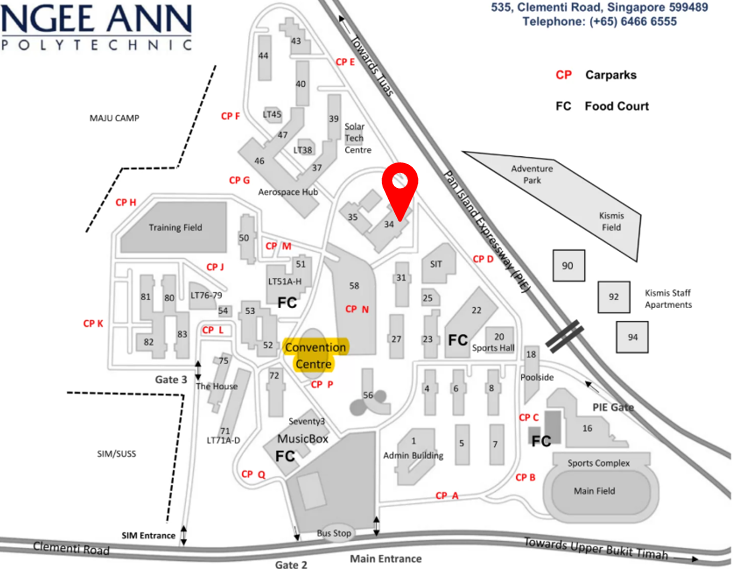 NGEE ANN
POLYTECHNIC
535, Clementi Road, Singapore 599489
Telephone: (+65) 6466 6555
CP Carparks
FC Food Court
43
44
CP E
Towards Tuas
40
MAJU CAMP
CP F
LT45
39
47
Solar
Tech
Centre
LT38
46
37
CP G
Aerospace Hub
Adventure
Park
Pan Island Expressway (PIE)
CP H
35
34
Kismis
Field
Training Field
50
CP M
CP D
51
SIT
CP J
31
90
LT51A-H
58
FC
81
80
LT76-79
25
92
Kismis Staff
Apartments
54
53
CP N
22
CP K
CP L
82
83
52
27
23
FC
20
Sports Hall
94
Convention
Centre
18
75
Poolside
Gate 3
The House
72
CP P
56
4
6
8
PIE Gate
Seventy3
CP C
16
71
LT71A-D
MusicBox
FC
1
Admin Building
5
7
FC
SIM/SUSS
Sports Complex
CP Q
CP B
Main Field
CP A
SIM Entrance
Bus Stop
Clementi Road
Gate 2
Main Entrance
Towards Upper Bukit Timah